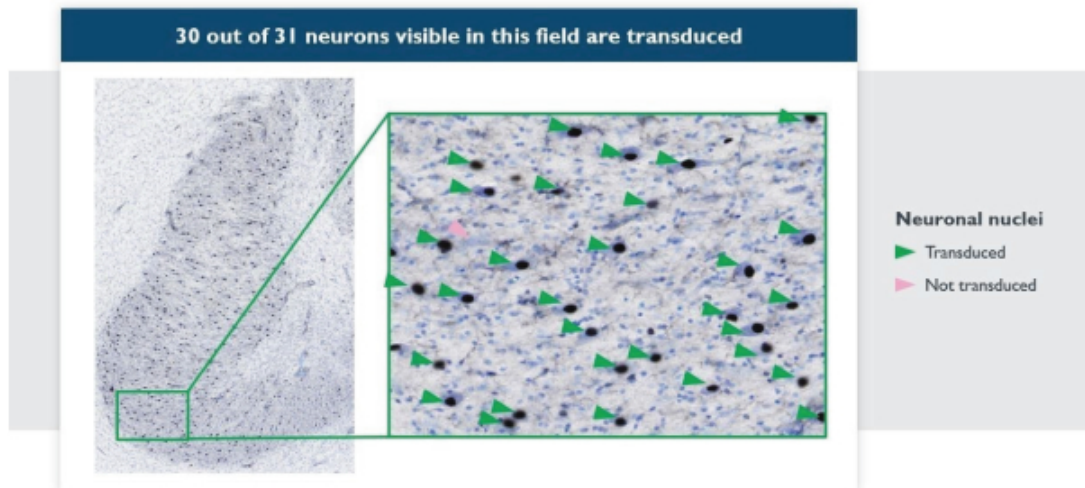 30 out of 31 neurons visible in this field are transduced
Neuronal nuclei
Transduced
Not transduced